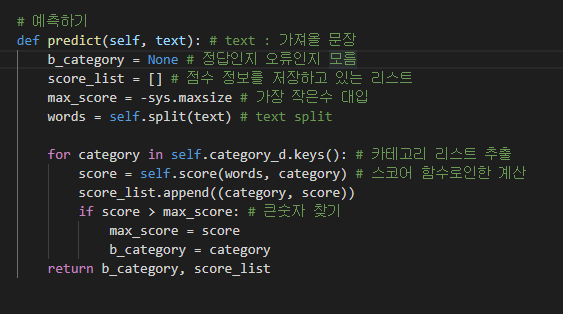 # 예측하기
def predict(self, text): # text : 가져올 문장
    b_category = None # 정답인지 오류인지 모름
    score_list = [] # 점수 정보를 저장하고 있는 리스트
    max_score = -sys.maxsize # 가장 작은수 대입
    words = self.split(text) # text split

    for category in self.category_d.keys(): # 카테고리 리스트 추출
        score = self.score(words, category) # 스코어 함수로인한 계산
        score_list.append((category, score))
        if score > max_score: # 큰숫자 찾기
            max_score = score
            b_category = category
    return b_category, score_list